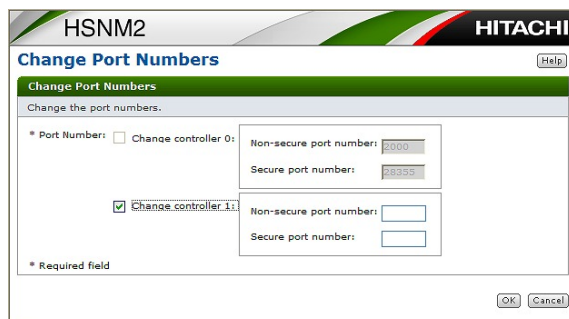 HSNM2
HITACHI
Change Port Numbers
Help
Change Port Numbers
Change the port numbers.
* Port Number: Change controller 0: Non-secure port number: 2000
Secure port number: 28355
Change controller 1: Non-secure port number:
Secure port number:
* Required field
OK Cancel